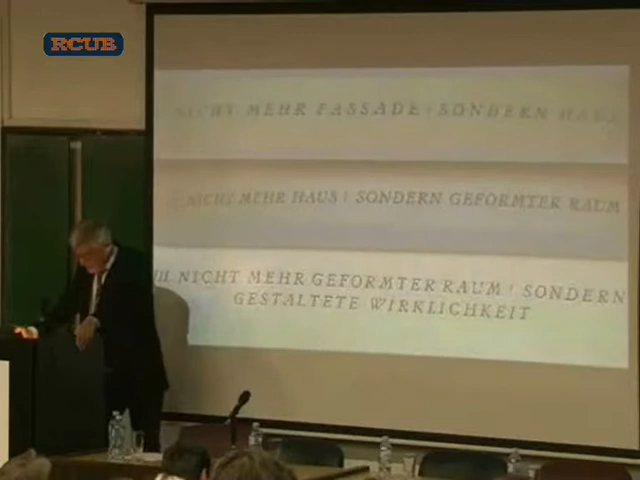 RCUB
NICHT MEHR FASSADE | SONDERN HAUS
NICHT MEHR HAUS | SONDERN GEFORMTER RAUM
III. NICHT MEHR GEFORMTER RAUM | SONDERN
GESTALTETE WIRKLICHKEIT